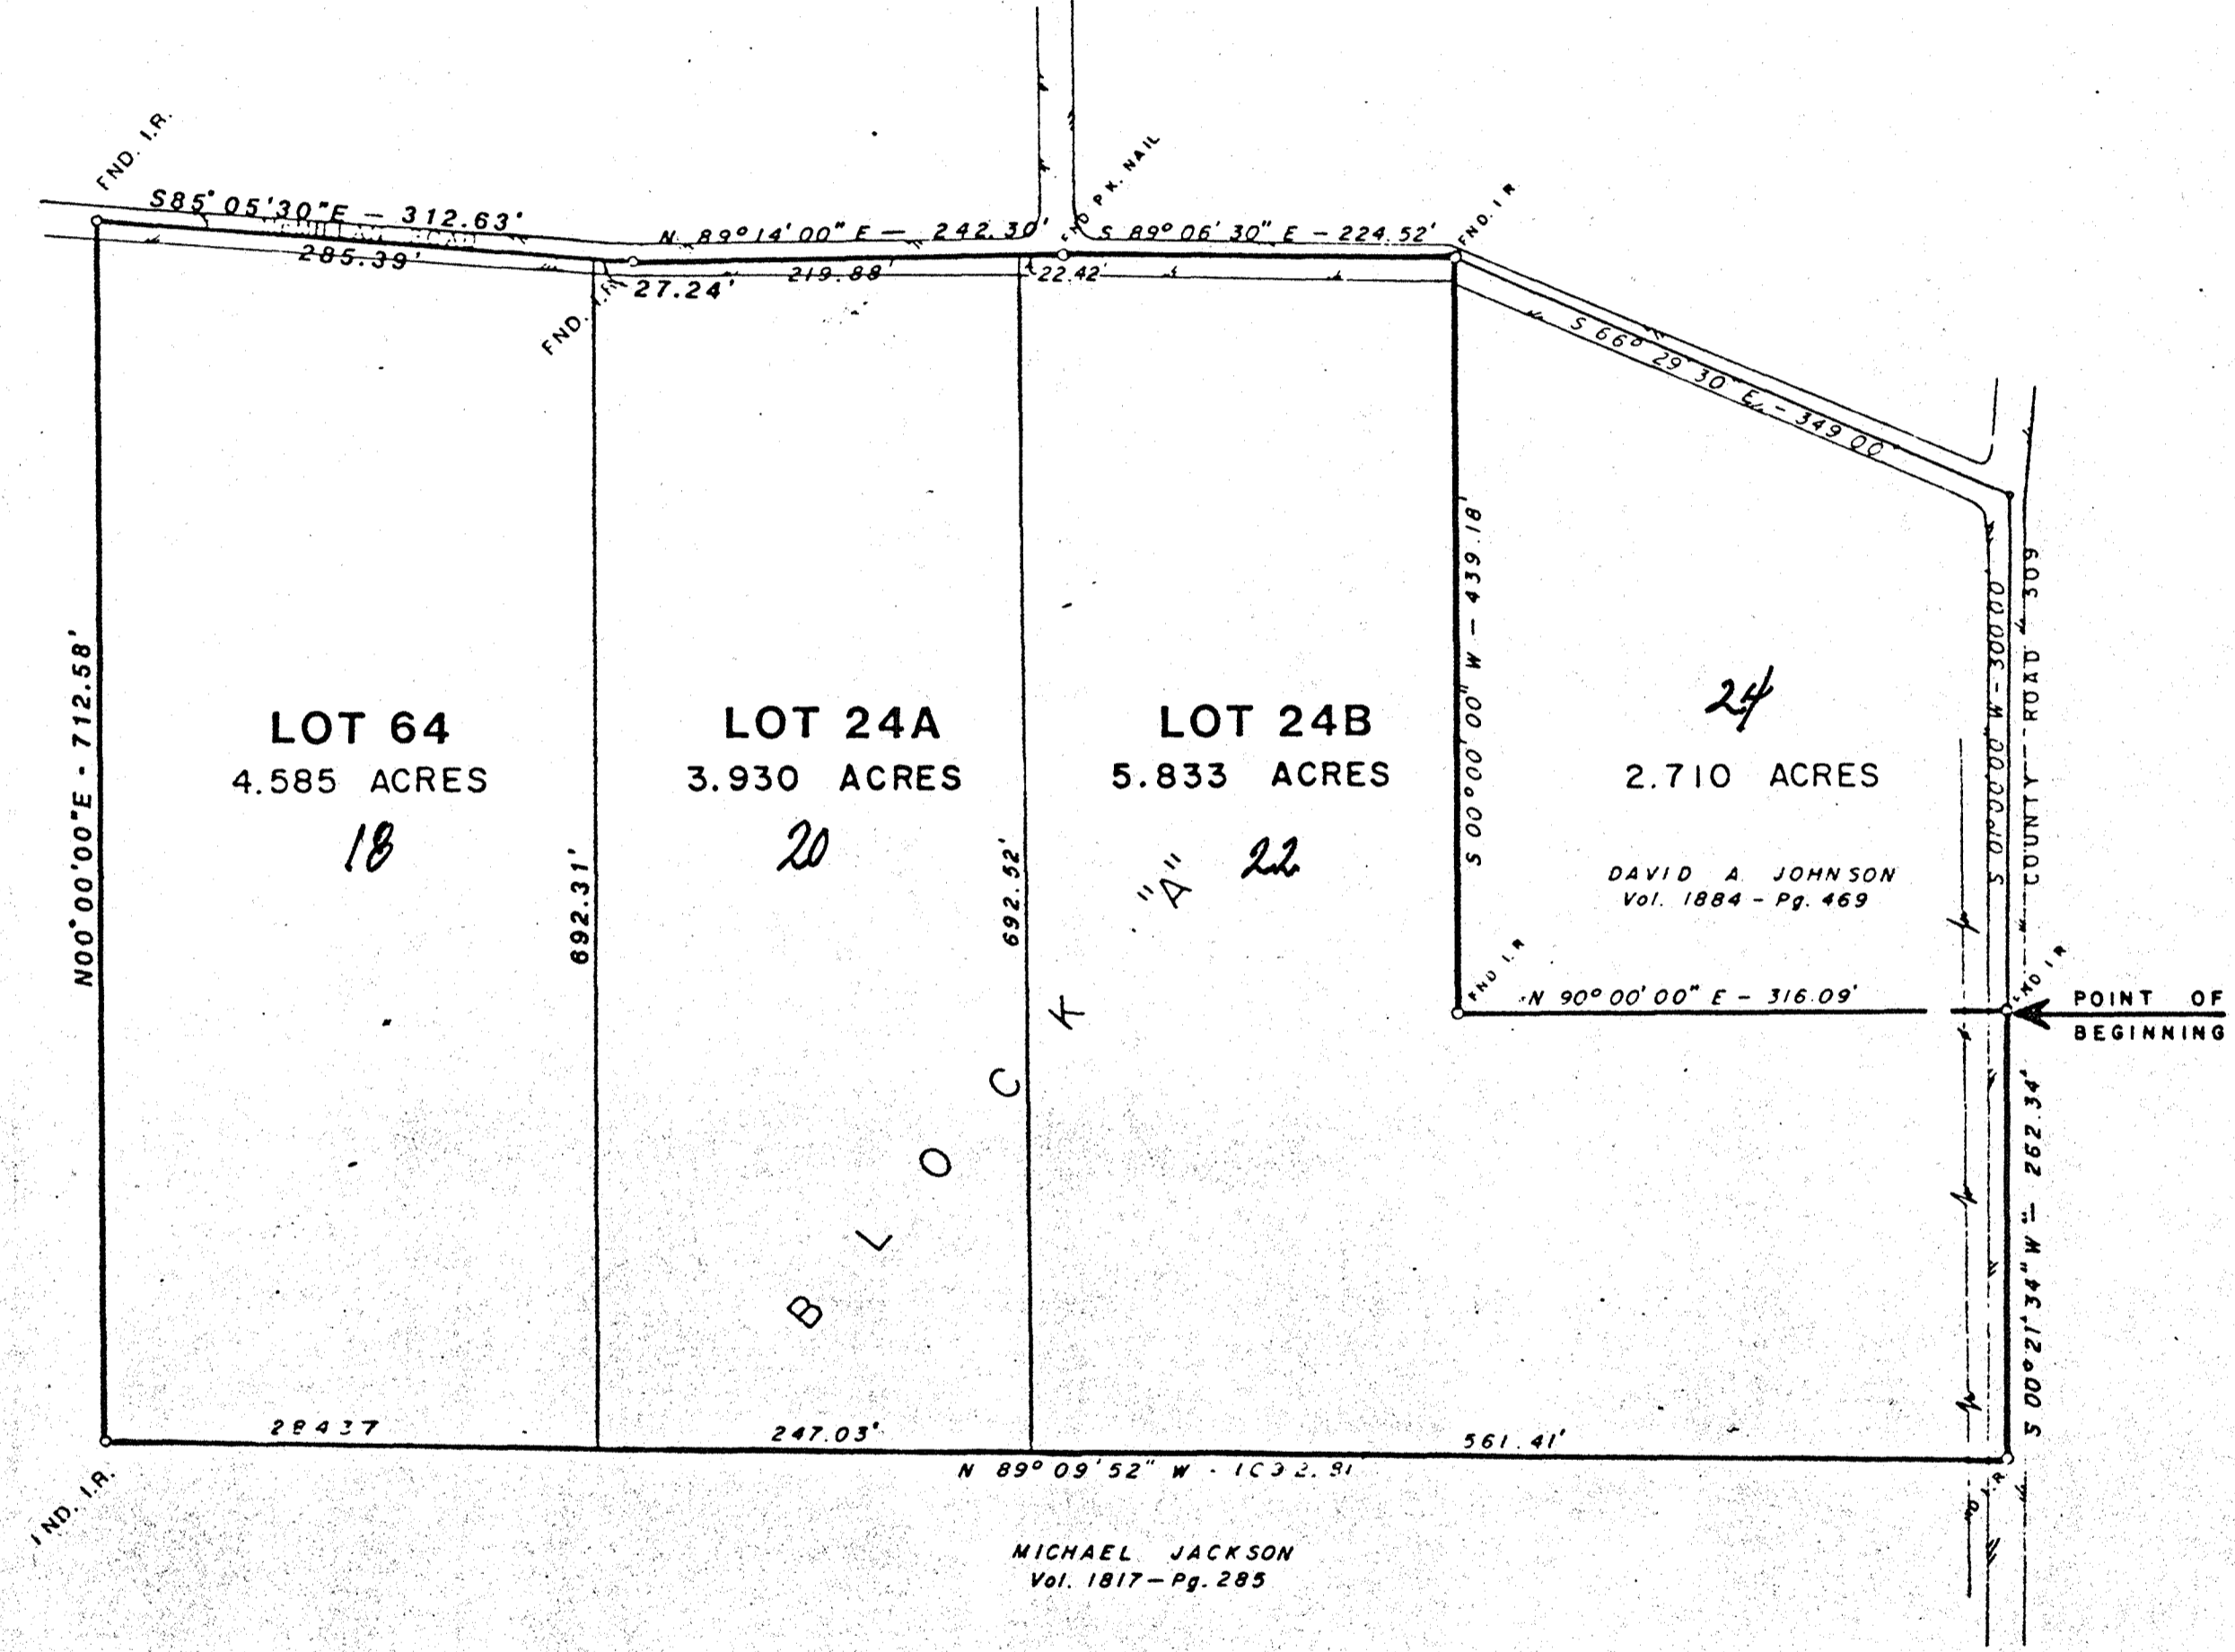 FND. I.R.
S85° 05'30"E — 312.63'
285.39'
FND. I.R.
27.24'
N 89°14'00" E — 242.30'
219.88'
22.42'
FND PK. NAIL
S 89° 06' 30" E - 224.52'
FND. I R
S 66° 29' 30" E - 349 00'
N00°00'00"E - 712.58'
LOT 64
4.585 ACRES
18
692.31'
LOT 24A
3.930 ACRES
20
692.52'
LOT 24B
5.833 ACRES
22
BLOCK "A"
S 00°00'00" W — 439.18'
24
2.710 ACRES
DAVID A. JOHNSON
Vol. 1884 - Pg. 469
COUNTY ROAD 309
FND I.R
FND I R
N 90° 00' 00" E - 316.09'
POINT OF
BEGINNING
S 00°21'34" W — 262.34'
28437
247.03'
561.41'
N 89° 09' 52" W -
FND. I.R.
MICHAEL JACKSON
Vol. 1817 - Pg. 285